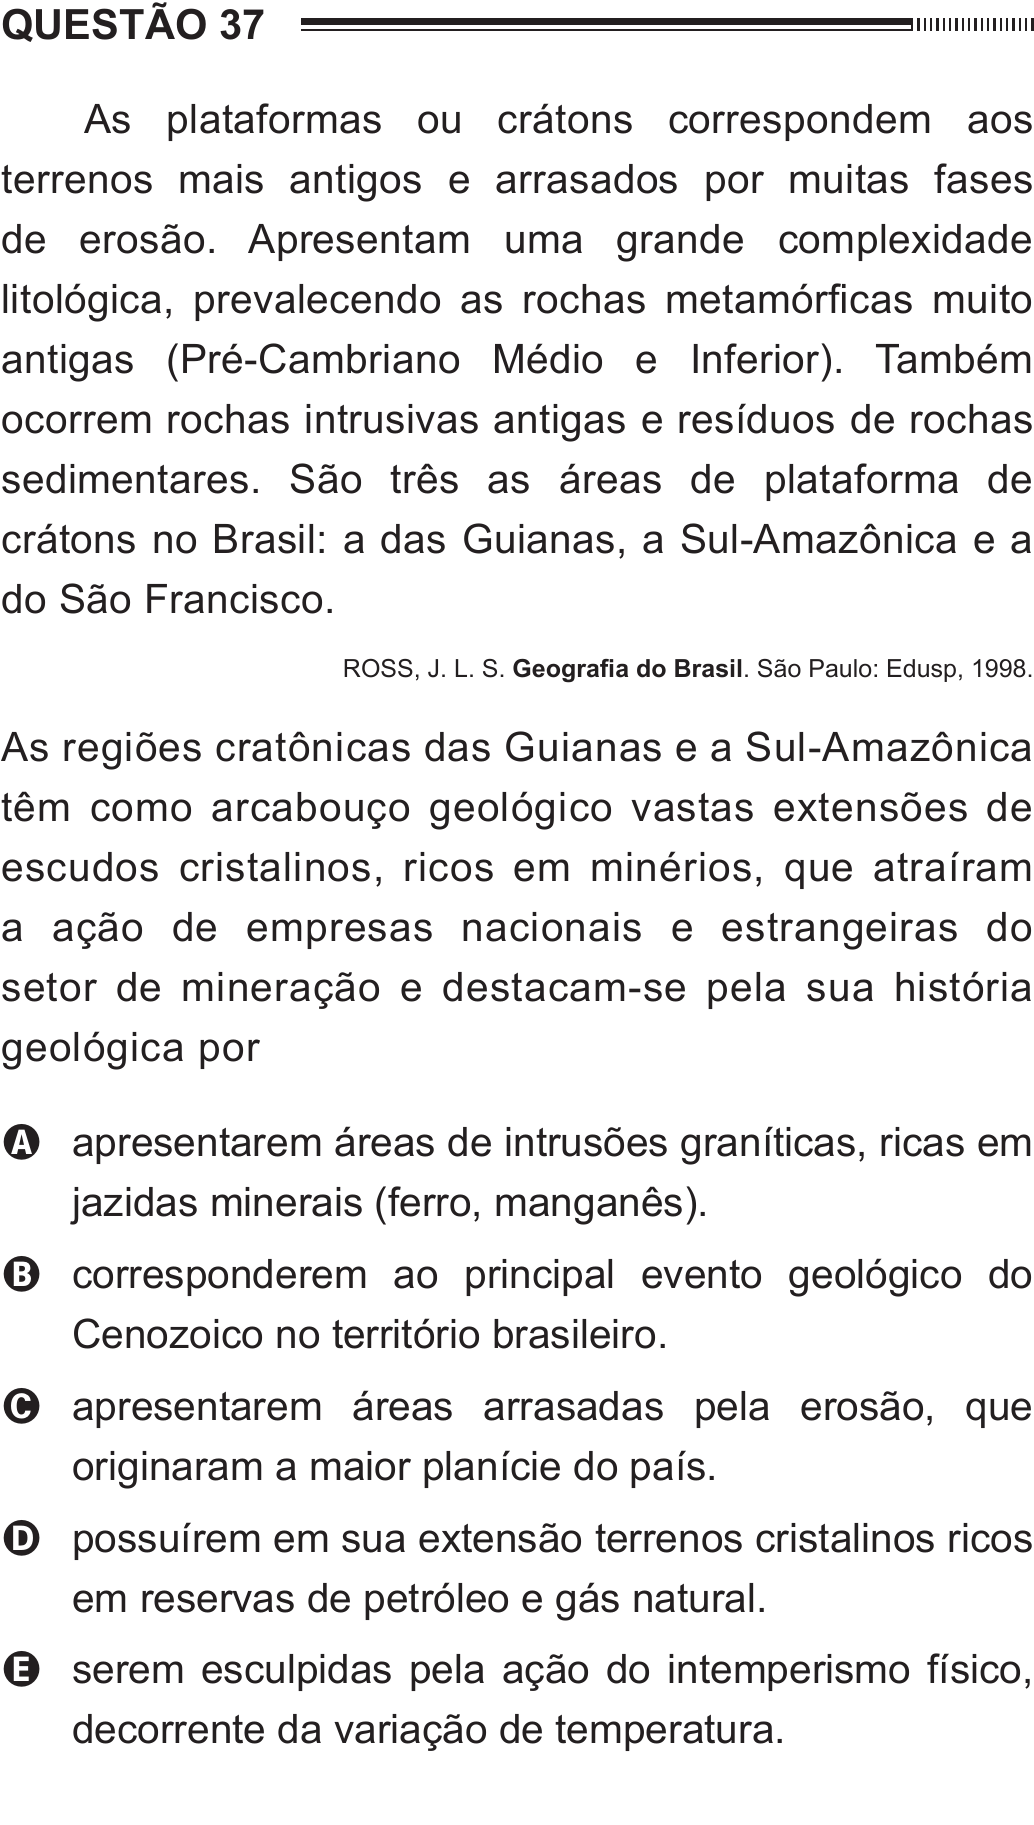 QUESTÃO 37
As plataformas ou crátons correspondem aos
terrenos mais antigos e arrasados por muitas fases
de erosão. Apresentam uma grande complexidade
litológica, prevalecendo as rochas metamórficas muito
antigas (Pré-Cambriano Médio e Inferior). Também
ocorrem rochas intrusivas antigas e resíduos de rochas
sedimentares. São três as áreas de plataforma de
crátons no Brasil: a das Guianas, a Sul-Amazônica e a
do São Francisco.
ROSS, J. L. S. Geografia do Brasil. São Paulo: Edusp, 1998.
As regiões cratônicas das Guianas e a Sul-Amazônica
têm como arcabouço geológico vastas extensões de
escudos cristalinos, ricos em minérios, que atraíram
a ação de empresas nacionais e estrangeiras do
setor de mineração e destacam-se pela sua história
geológica por
A apresentarem áreas de intrusões graníticas, ricas em
jazidas minerais (ferro, manganês).
B corresponderem ao principal evento geológico do
Cenozoico no território brasileiro.
C apresentarem áreas arrasadas pela erosão, que
originaram a maior planície do país.
D possuírem em sua extensão terrenos cristalinos ricos
em reservas de petróleo e gás natural.
E serem esculpidas pela ação do intemperismo físico,
decorrente da variação de temperatura.